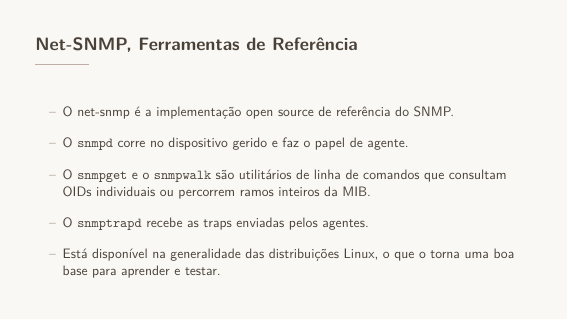 Net-SNMP, Ferramentas de Referência
– O net-snmp é a implementação open source de referência do SNMP.
– O snmpd corre no dispositivo gerido e faz o papel de agente.
– O snmpget e o snmpwalk são utilitários de linha de comandos que consultam
OIDs individuais ou percorrem ramos inteiros da MIB.
– O snmptrapd recebe as traps enviadas pelos agentes.
– Está disponível na generalidade das distribuições Linux, o que o torna uma boa
base para aprender e testar.